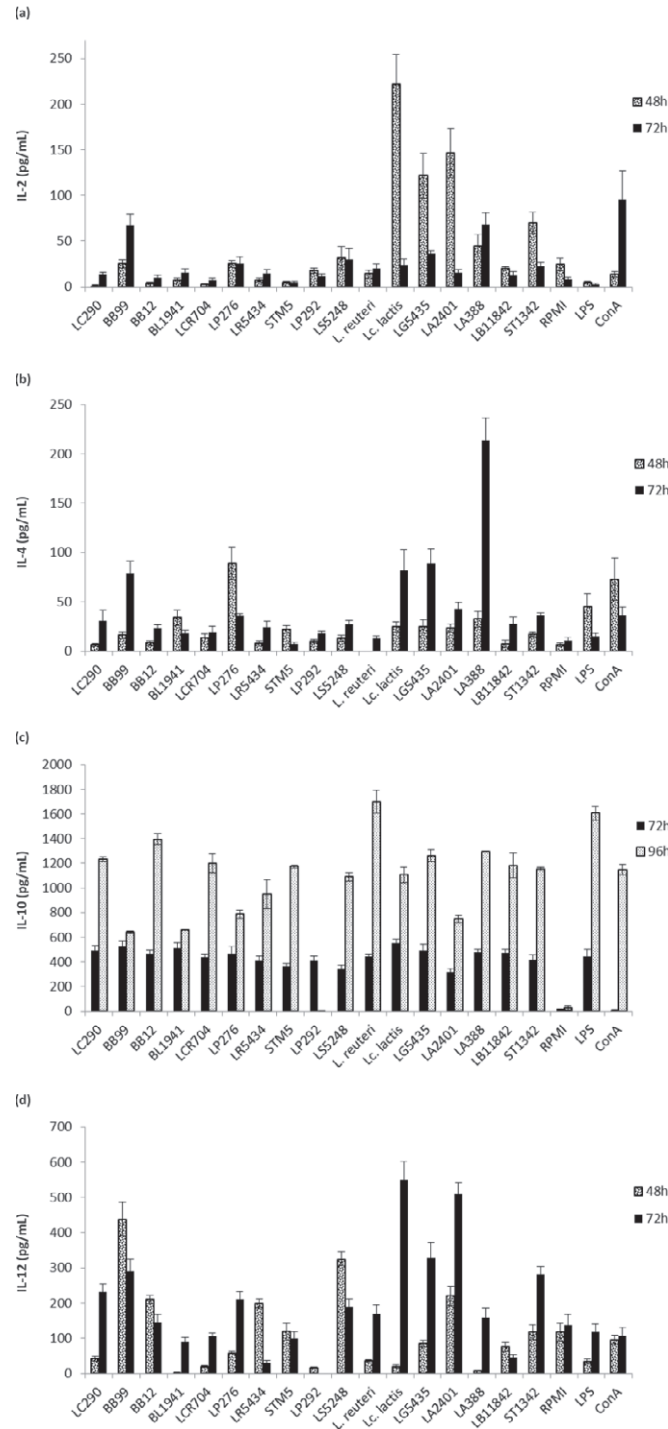 (a)
250
200
150
100
50
0
IL-2 (pg/mL)
48h
72h
LC290 BB99 BB12 BL1941 LCR704 LP276 LR5434 STM5 LP292 LS5248 L. reuteri Lc. lactis LG5435 LA2401 LA388 LB11842 ST1342 RPMI LPS ConA
(b)
250
200
150
100
50
0
IL-4 (pg/mL)
48h
72h
LC290 BB99 BB12 BL1941 LCR704 LP276 LR5434 STM5 LP292 LS5248 L. reuteri Lc. lactis LG5435 LA2401 LA388 LB11842 ST1342 RPMI LPS ConA
(c)
2000
1800
1600
1400
1200
1000
800
600
400
200
0
IL-10 (pg/mL)
72h
96h
LC290 BB99 BB12 BL1941 LCR704 LP276 LR5434 STM5 LP292 LS5248 L. reuteri Lc. lactis LG5435 LA2401 LA388 LB11842 ST1342 RPMI LPS ConA
(d)
700
600
500
400
300
200
100
0
IL-12 (pg/mL)
48h
72h
LC290 BB99 BB12 BL1941 LCR704 LP276 LR5434 STM5 LP292 LS5248 L. reuteri Lc. lactis LG5435 LA2401 LA388 LB11842 ST1342 RPMI LPS ConA